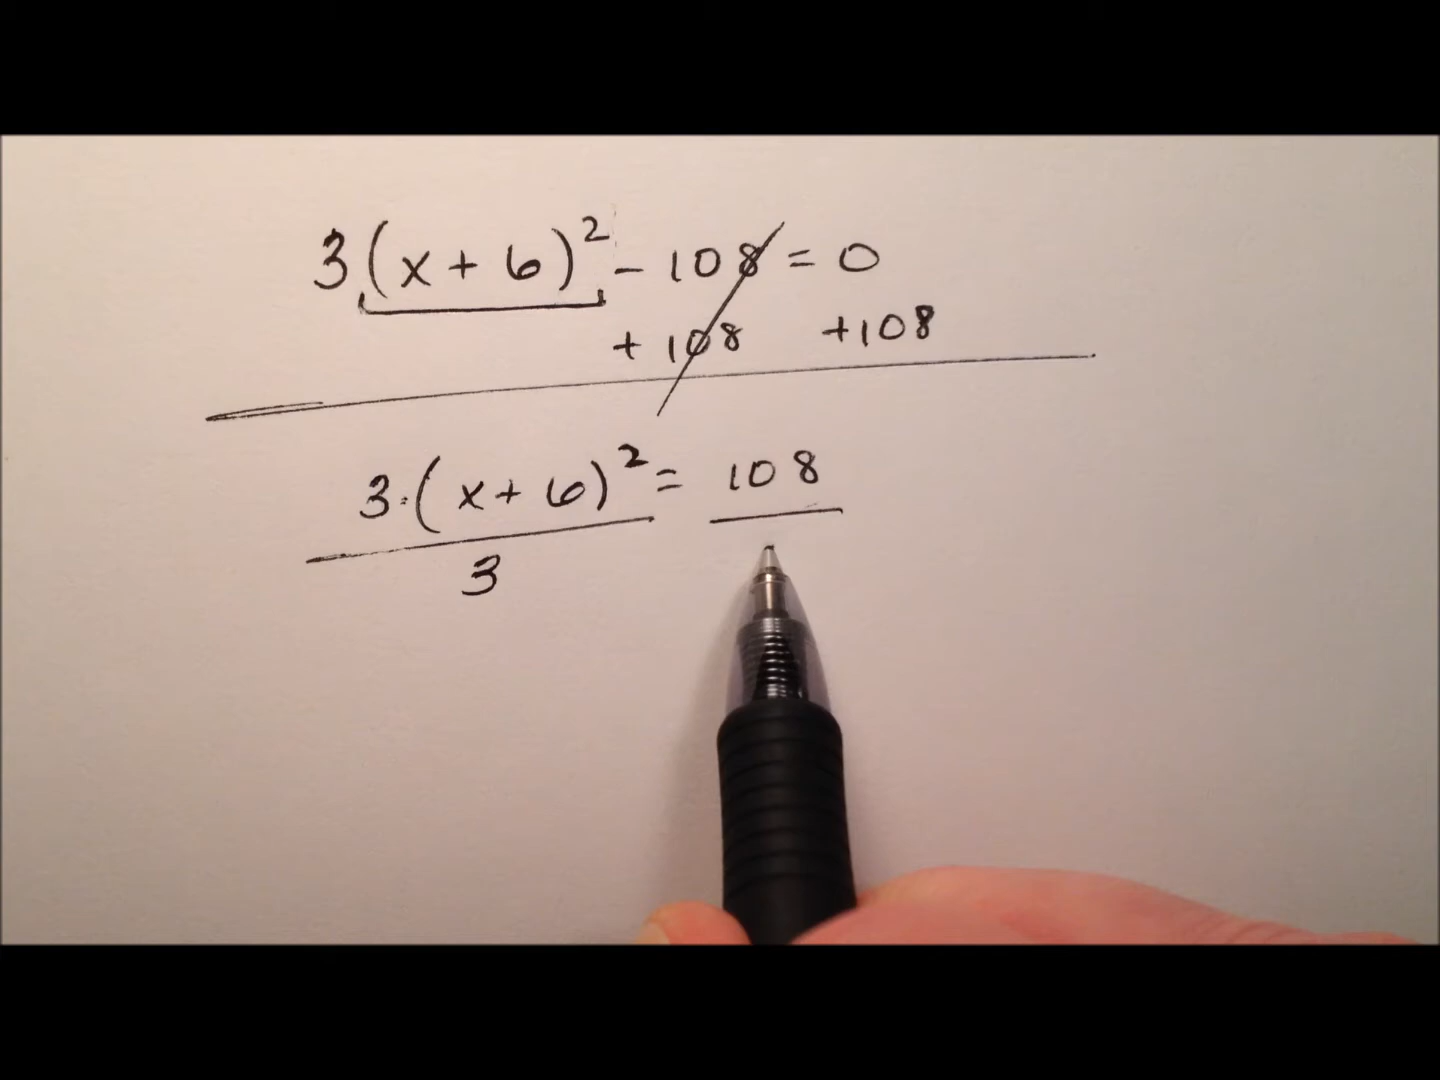 3(x + 6)² - 108 = 0
+ 108 +108
3·(x + 6)² = 108
3